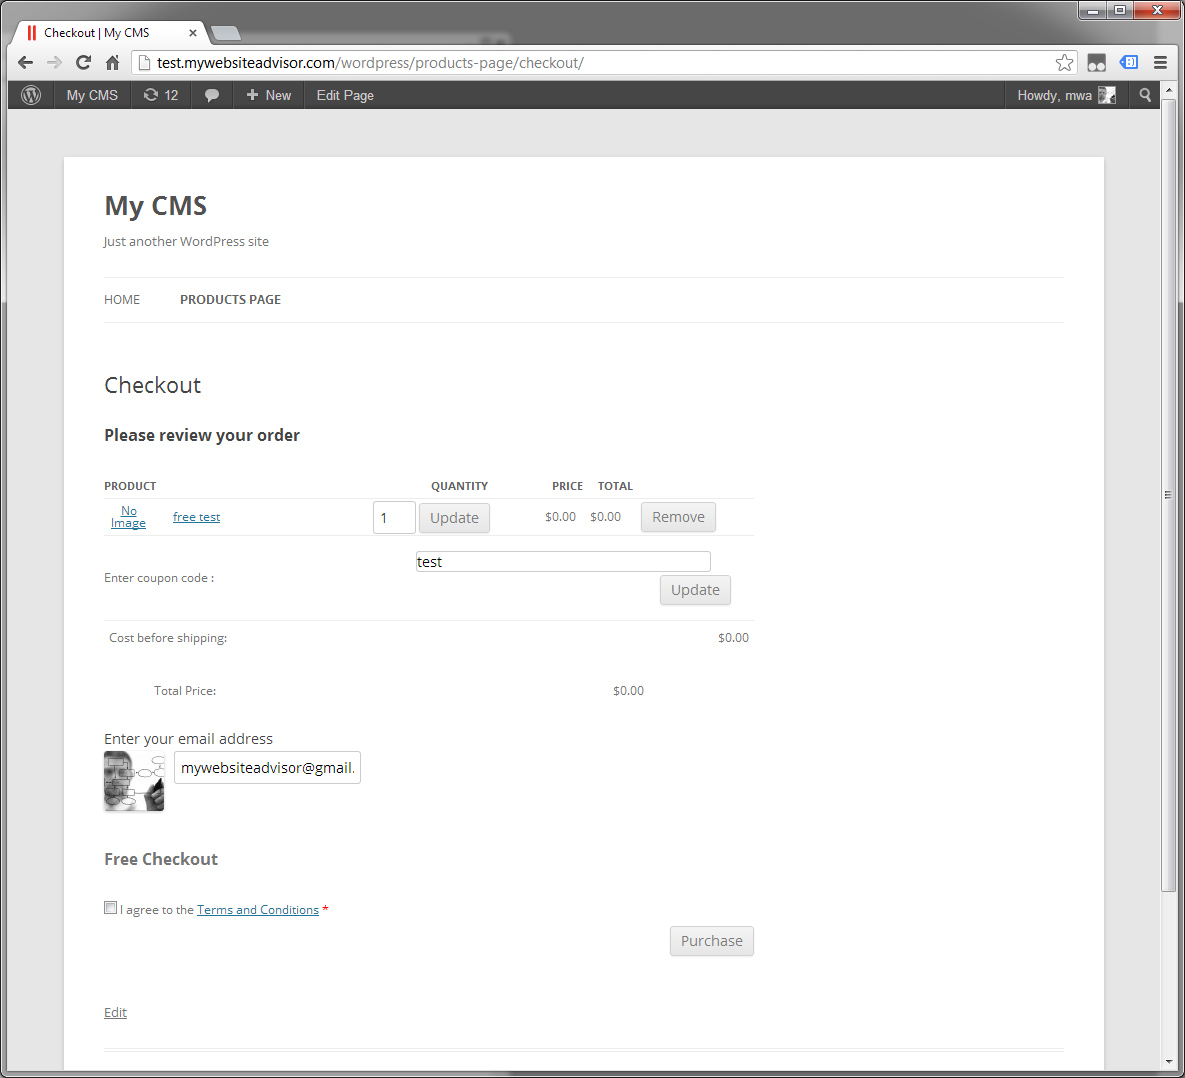 Checkout | My CMS
test.mywebsiteadvisor.com/wordpress/products-page/checkout/
My CMS 12 + New Edit Page Howdy, mwa
My CMS
Just another WordPress site
HOME PRODUCTS PAGE
Checkout
Please review your order
PRODUCT QUANTITY PRICE TOTAL
No Image free test 1 Update $0.00 $0.00 Remove
test
Enter coupon code :
Update
Cost before shipping: $0.00
Total Price: $0.00
Enter your email address
mywebsiteadvisor@gmail.
Free Checkout
I agree to the Terms and Conditions *
Purchase
Edit